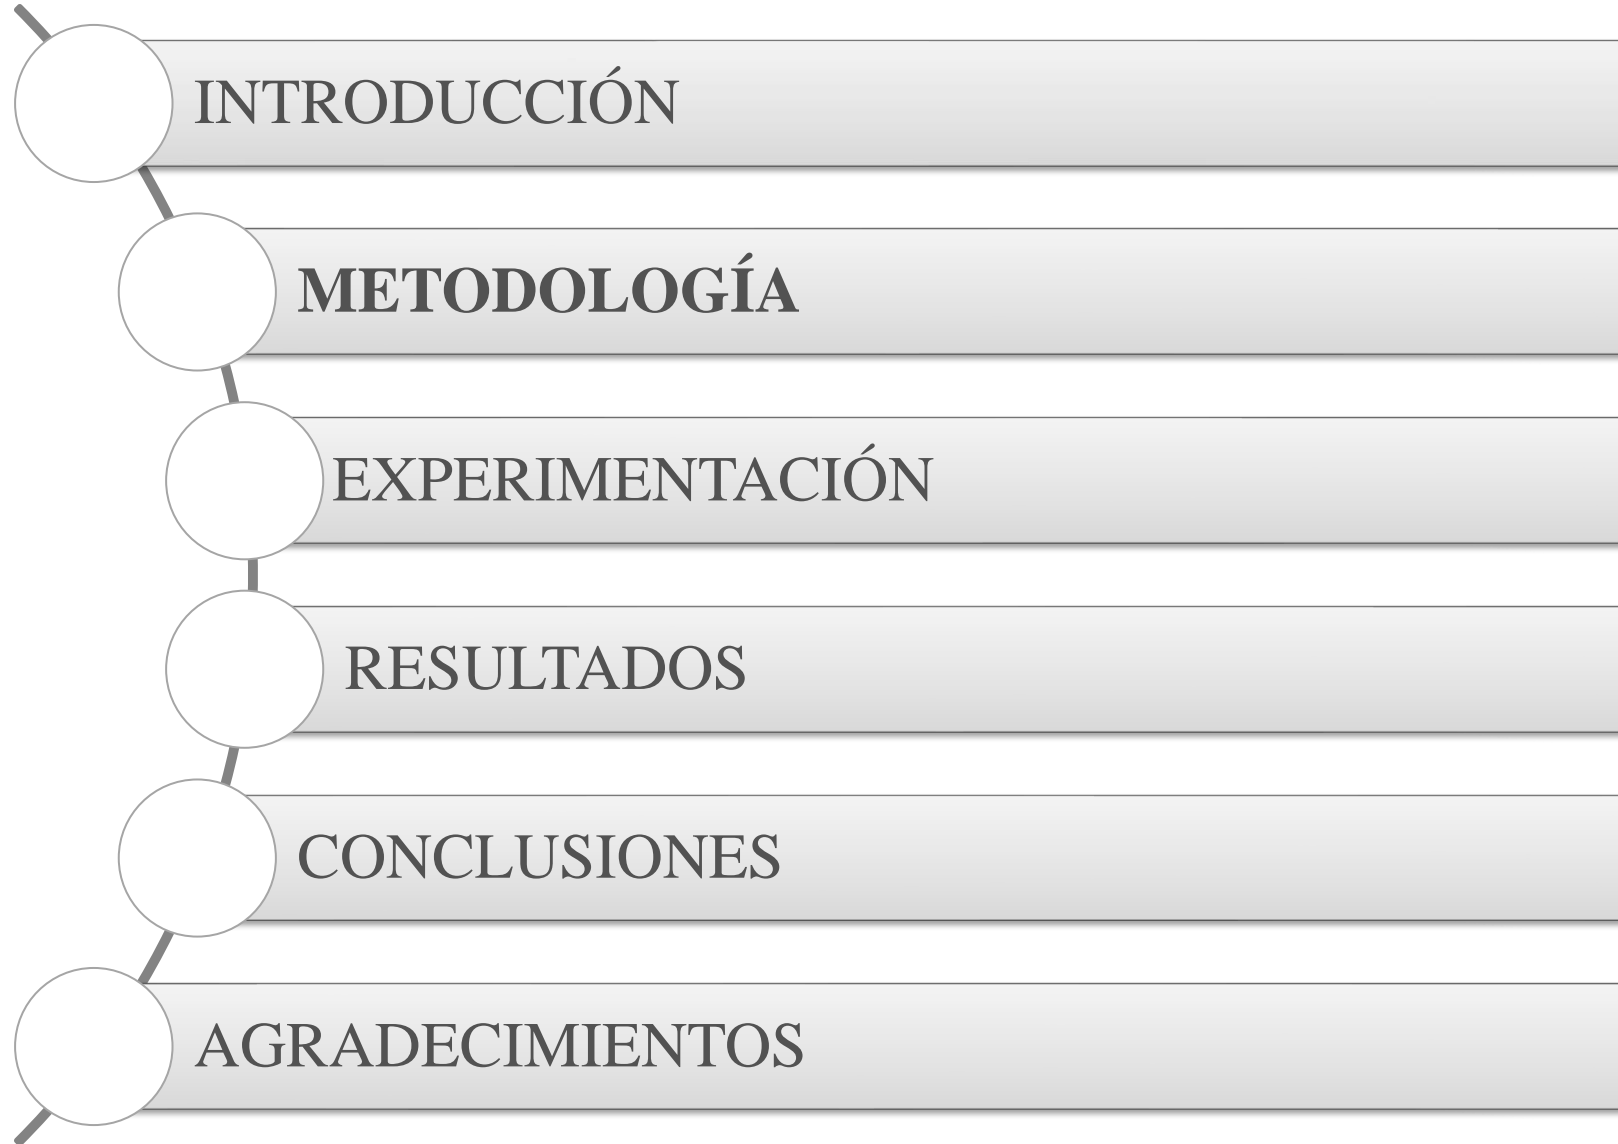 INTRODUCCIÓN
METODOLOGÍA
EXPERIMENTACIÓN
RESULTADOS
CONCLUSIONES
AGRADECIMIENTOS